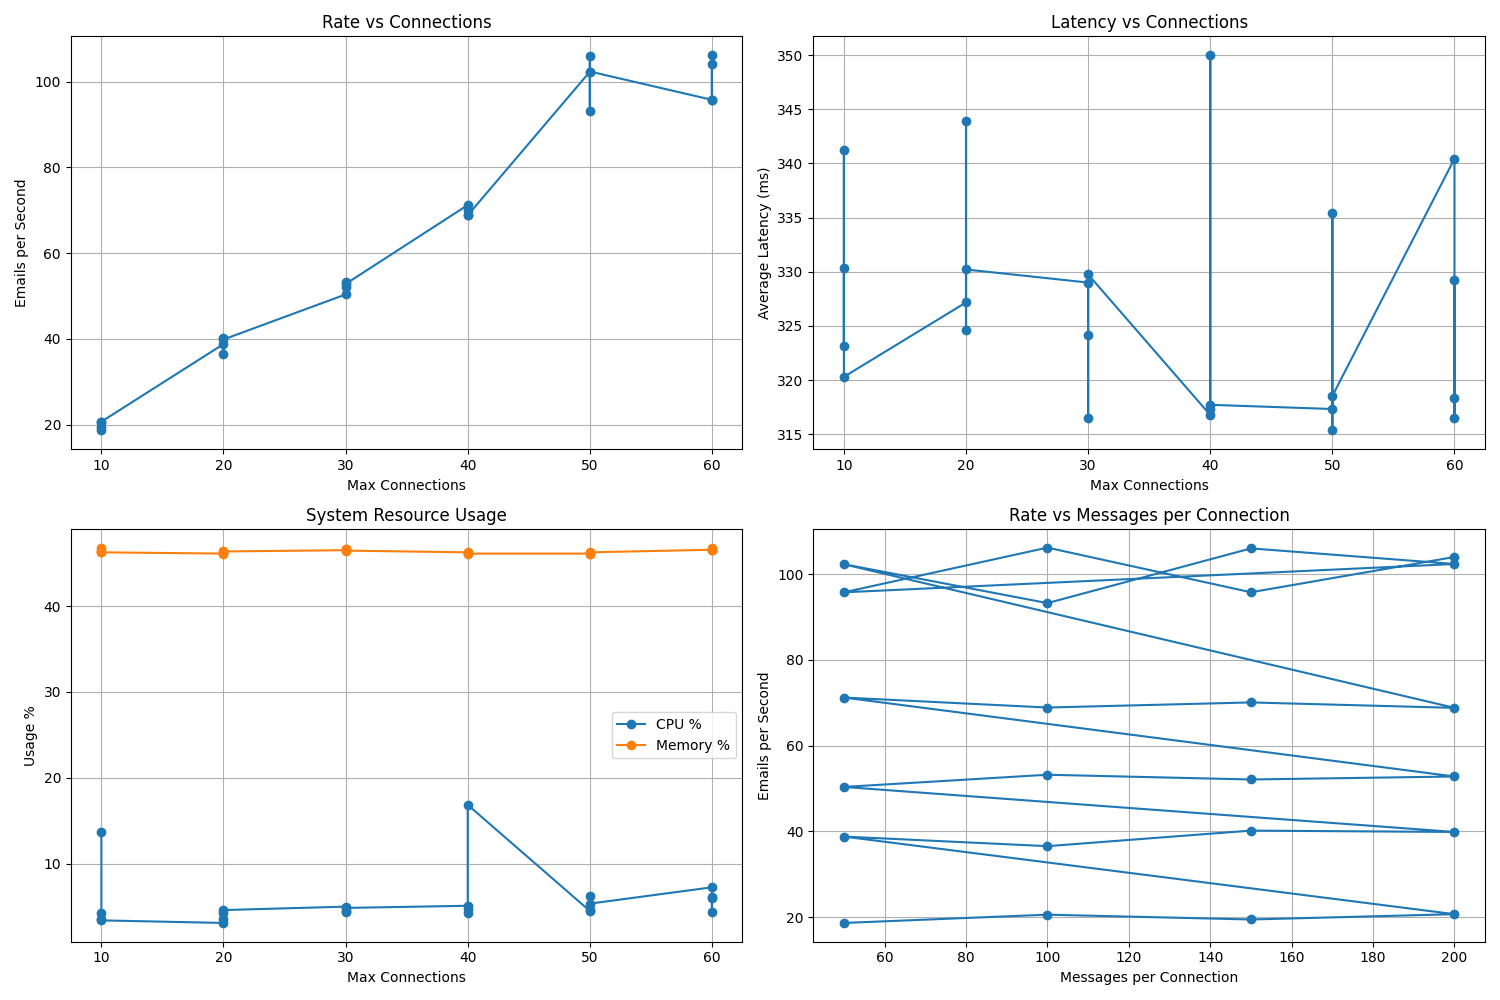 Rate vs Connections
Emails per Second
100
80
60
40
20
10 20 30 40 50 60
Max Connections
Latency vs Connections
Average Latency (ms)
350
345
340
335
330
325
320
315
10 20 30 40 50 60
Max Connections
System Resource Usage
Usage %
40
30
20
10
CPU %
Memory %
10 20 30 40 50 60
Max Connections
Rate vs Messages per Connection
Emails per Second
100
80
60
40
20
60 80 100 120 140 160 180 200
Messages per Connection